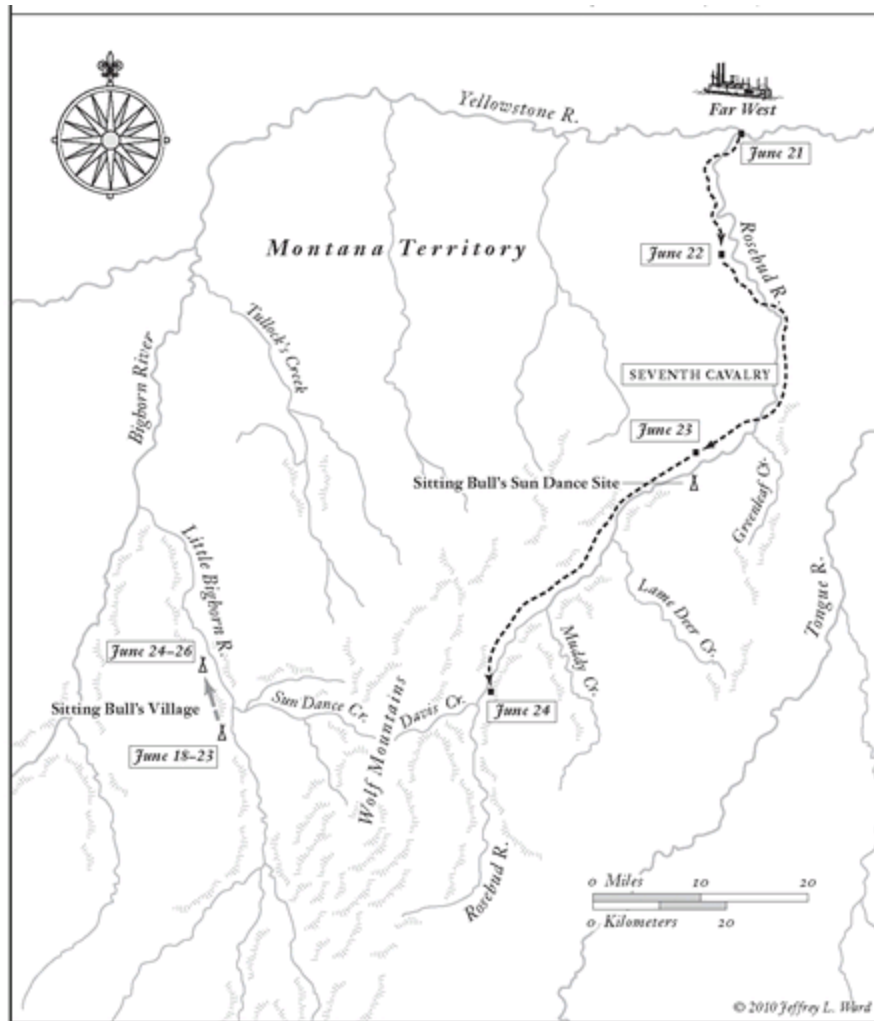 Yellowstone R.
Far West
June 21
Montana Territory
June 22
Rosebud R.
Tullock's Creek
Bighorn River
SEVENTH CAVALRY
June 23
Sitting Bull's Sun Dance Site
Greenleaf Cr.
Little Bighorn R.
Lame Deer Cr.
Tongue R.
June 24–26
Muddy Cr.
Sitting Bull's Village
Sun Dance Cr.
Davis Cr.
June 24
June 18–23
Wolf Mountains
Rosebud R.
0 Miles 10 20
0 Kilometers 20
© 2010 Jeffrey L. Ward